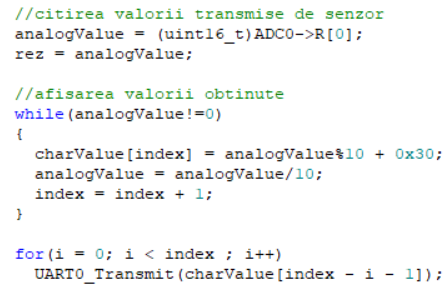 //citirea valorii transmise de senzor
analogValue = (uint16_t)ADC0->R[0];
rez = analogValue;
//afisarea valorii obtinute
while(analogValue!=0)
{
charValue[index] = analogValue%10 + 0x30;
analogValue = analogValue/10;
index = index + 1;
}
for(i = 0; i < index ; i++)
UART0_Transmit(charValue[index - i - 1]);